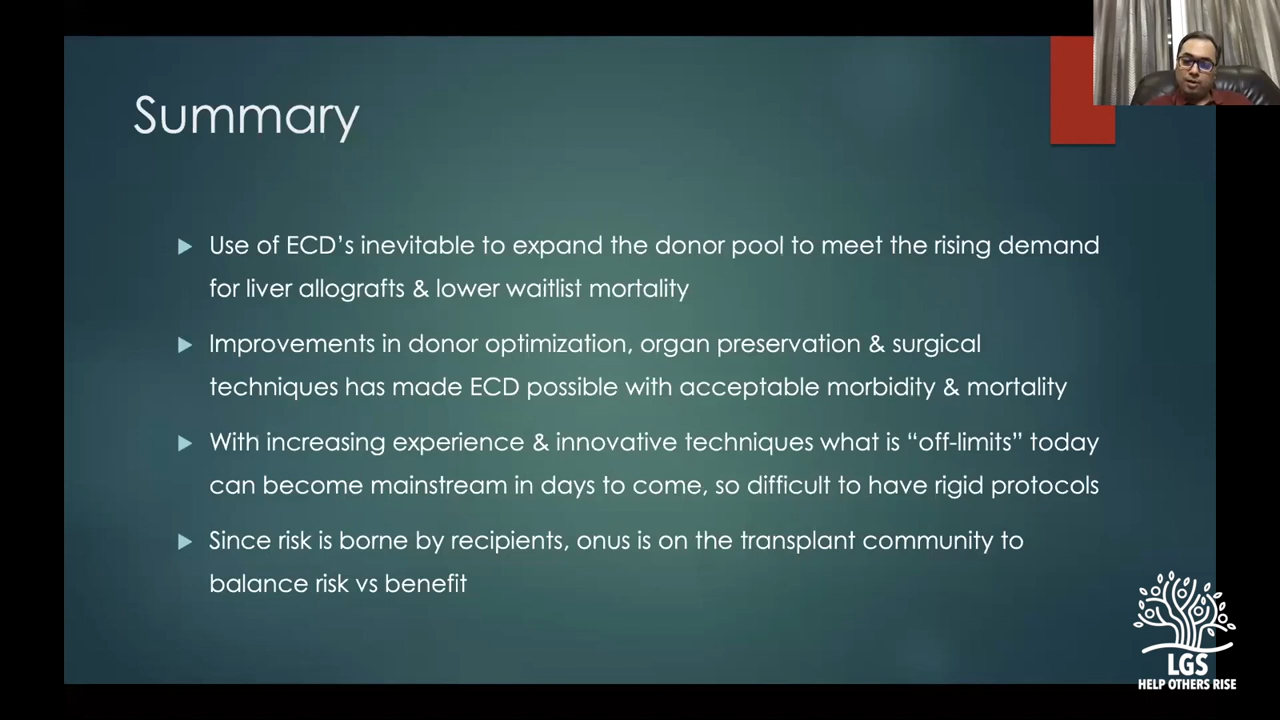 Summary
Use of ECD’s inevitable to expand the donor pool to meet the rising demand
for liver allografts & lower waitlist mortality
Improvements in donor optimization, organ preservation & surgical
techniques has made ECD possible with acceptable morbidity & mortality
With increasing experience & innovative techniques what is “off-limits” today
can become mainstream in days to come, so difficult to have rigid protocols
Since risk is borne by recipients, onus is on the transplant community to
balance risk vs benefit
LGS
HELP OTHERS RISE